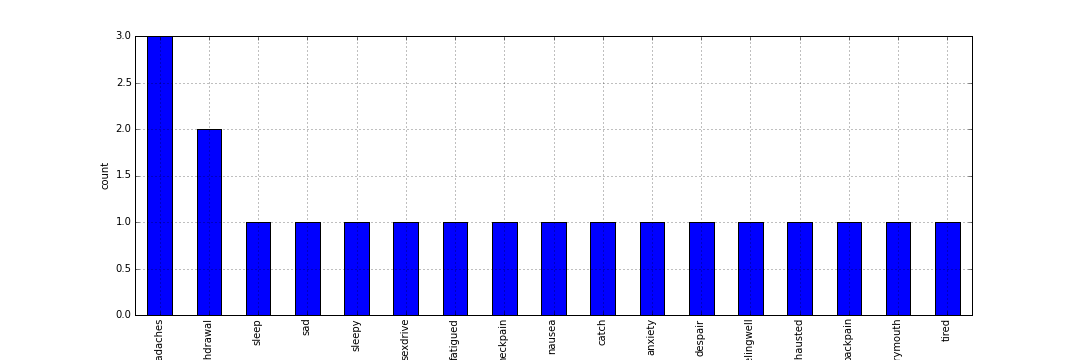 3.0
2.5
2.0
1.5
1.0
0.5
0.0
count
adaches
hdrawal
sleep
sad
sleepy
sexdrive
fatigued
eckpain
nausea
catch
anxiety
despair
elingwell
hausted
backpain
rymouth
tired